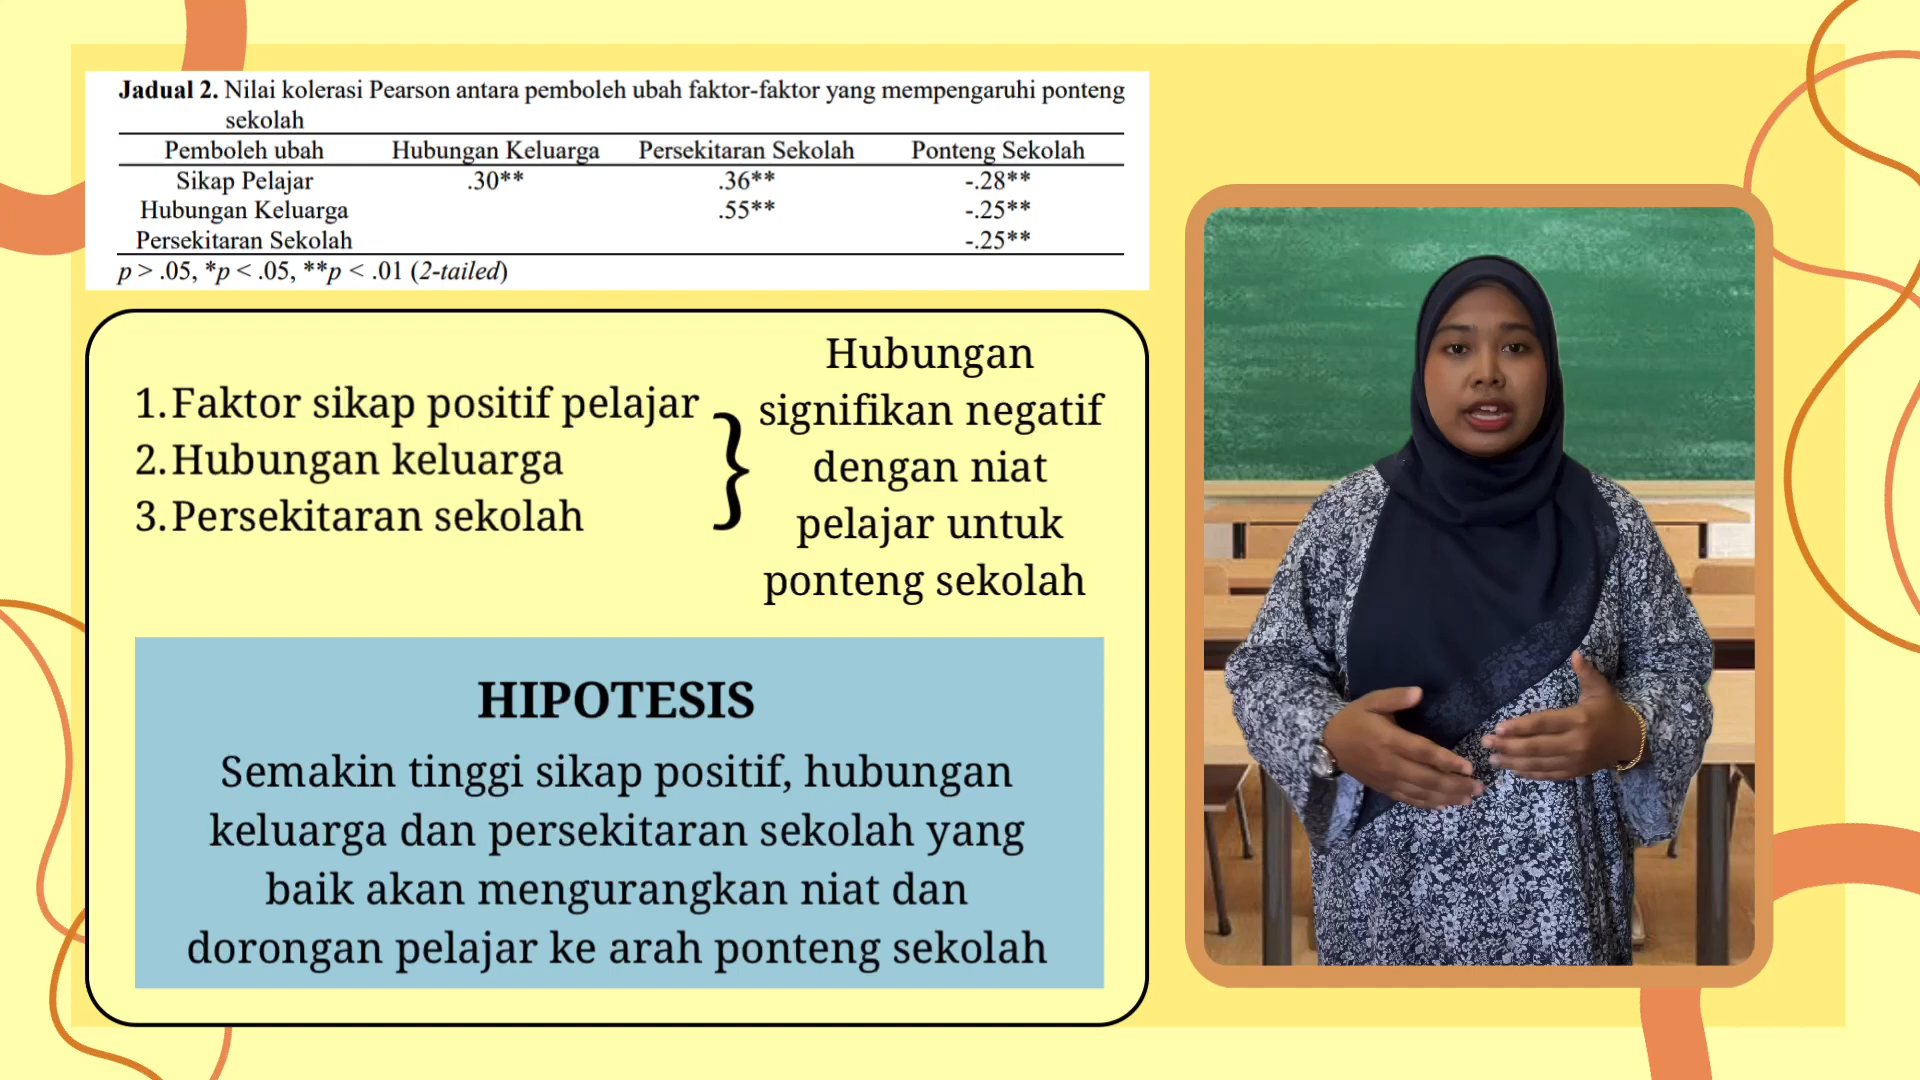 Jadual 2. Nilai kolerasi Pearson antara pemboleh ubah faktor-faktor yang mempengaruhi ponteng
sekolah
Pemboleh ubah Hubungan Keluarga Persekitaran Sekolah Ponteng Sekolah
Sikap Pelajar .30** .36** -.28**
Hubungan Keluarga .55** -.25**
Persekitaran Sekolah -.25**
p > .05, *p < .05, **p < .01 (2-tailed)
1. Faktor sikap positif pelajar
2. Hubungan keluarga
3. Persekitaran sekolah
}
Hubungan
signifikan negatif
dengan niat
pelajar untuk
ponteng sekolah
HIPOTESIS
Semakin tinggi sikap positif, hubungan
keluarga dan persekitaran sekolah yang
baik akan mengurangkan niat dan
dorongan pelajar ke arah ponteng sekolah